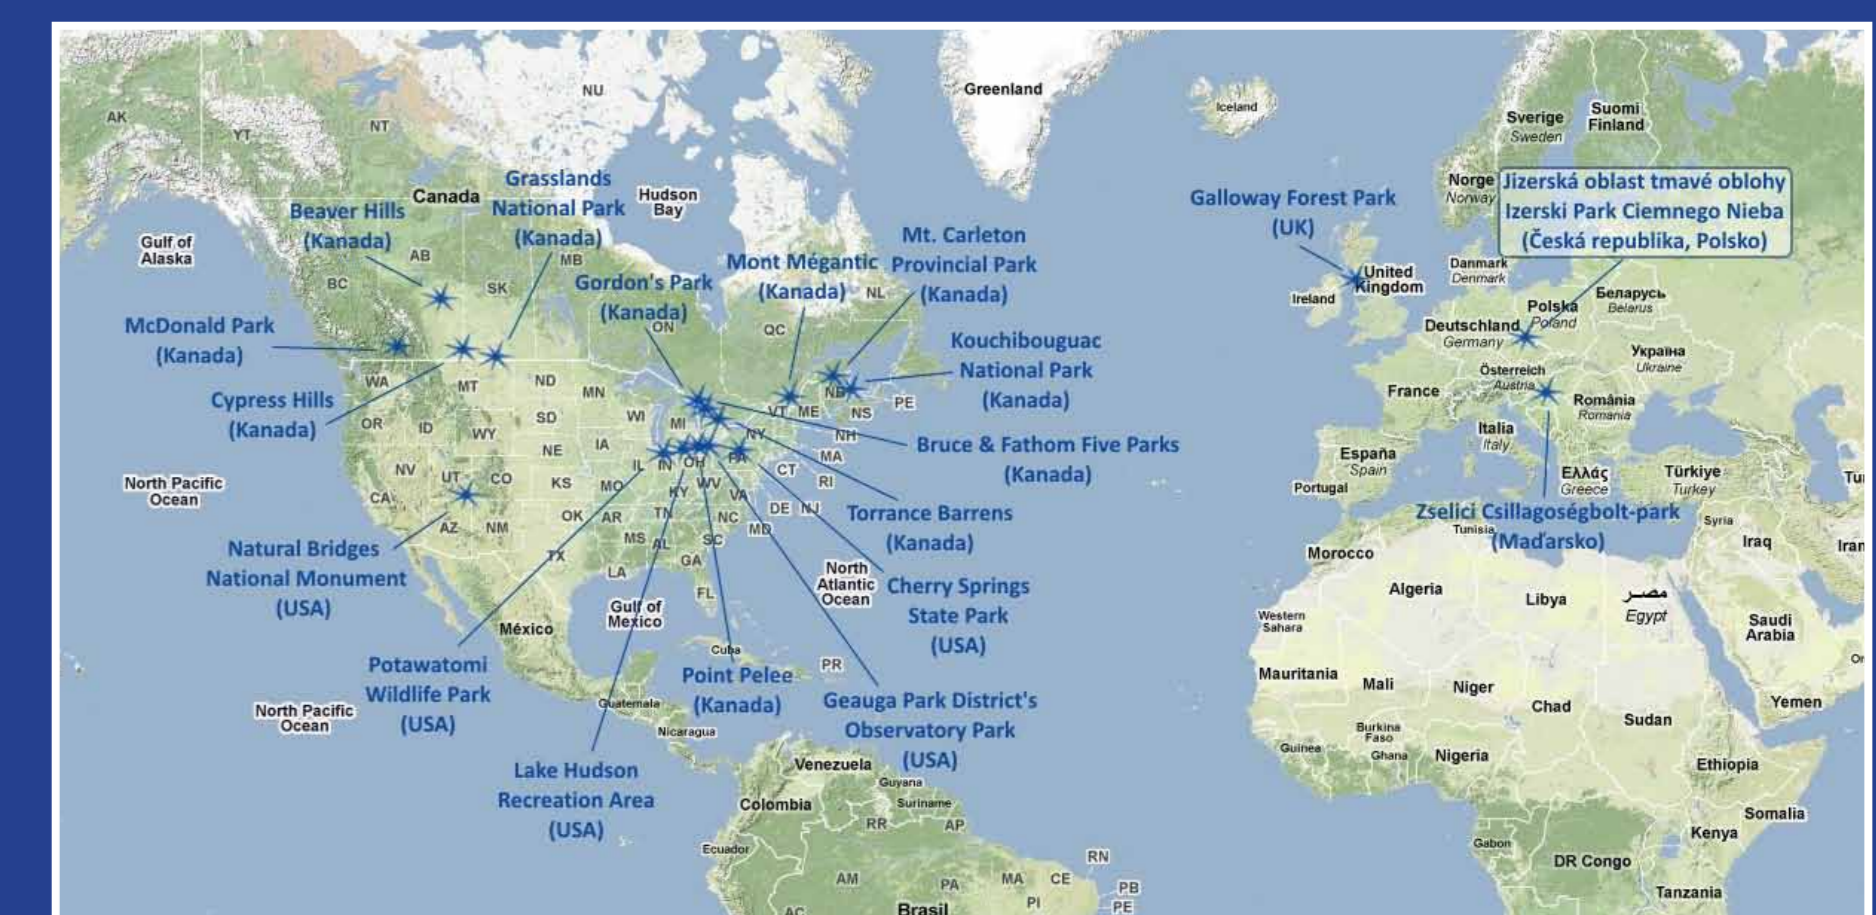 AK
YT
NT
NU
Greenland
Iceland
Sverige
Sweden
Suomi
Finland
Norge
Norway
Canada
Hudson
Bay
Gulf of
Alaska
BC
AB
SK
MB
ON
QC
NL
Beaver Hills
(Kanada)
Grasslands
National Park
(Kanada)
Gordon's Park
(Kanada)
Mont Mégantic
(Kanada)
Mt. Carleton
Provincial Park
(Kanada)
Galloway Forest Park
(UK)
Jizerská oblast tmavé oblohy
Izerski Park Ciemnego Nieba
(Česká republika, Polsko)
McDonald Park
(Kanada)
Kouchibouguac
National Park
(Kanada)
Cypress Hills
(Kanada)
Bruce & Fathom Five Parks
(Kanada)
Torrance Barrens
(Kanada)
Cherry Springs
State Park
(USA)
Natural Bridges
National Monument
(USA)
Potawatomi
Wildlife Park
(USA)
Point Pelee
(Kanada)
Geauga Park District's
Observatory Park
(USA)
Lake Hudson
Recreation Area
(USA)
Zselici Csillagoségbolt-park
(Maďarsko)
WA
MT
ND
MN
OR
ID
WY
SD
WI
MI
NE
IA
NV
UT
CO
KS
MO
IL
IN
OH
PA
NY
VT
ME
NB
NS
PE
NH
MA
CT
RI
CA
AZ
NM
OK
AR
TN
KY
WV
VA
NC
DE
NJ
MD
MS
AL
SC
GA
TX
LA
FL
North Pacific
Ocean
North
Atlantic
Ocean
Gulf of
Mexico
México
Cuba
PR
North Pacific
Ocean
Guatemala
Nicaragua
Venezuela
Guyana
Suriname
Colombia
RR
AP
Ecuador
AM
PA
MA
CE
RN
PB
PE
PI
AC
Brasil
United
Kingdom
Ireland
Danmark
Denmark
Deutschland
Germany
Polska
Poland
Беларусь
Belarus
Україна
Ukraine
Österreich
Austria
France
România
Romania
Italia
Italy
España
Spain
Portugal
Ελλάς
Greece
Türkiye
Turkey
Tu
Tunisia
Syria
Iraq
Iran
Morocco
Algeria
Libya
مصر
Egypt
Saudi
Arabia
Western
Sahara
Or
Mauritania
Mali
Niger
Chad
Sudan
Yemen
Burkina
Faso
Guinea
Ghana
Nigeria
Ethiopia
Somalia
Kenya
Gabon
DR Congo
Tanzania